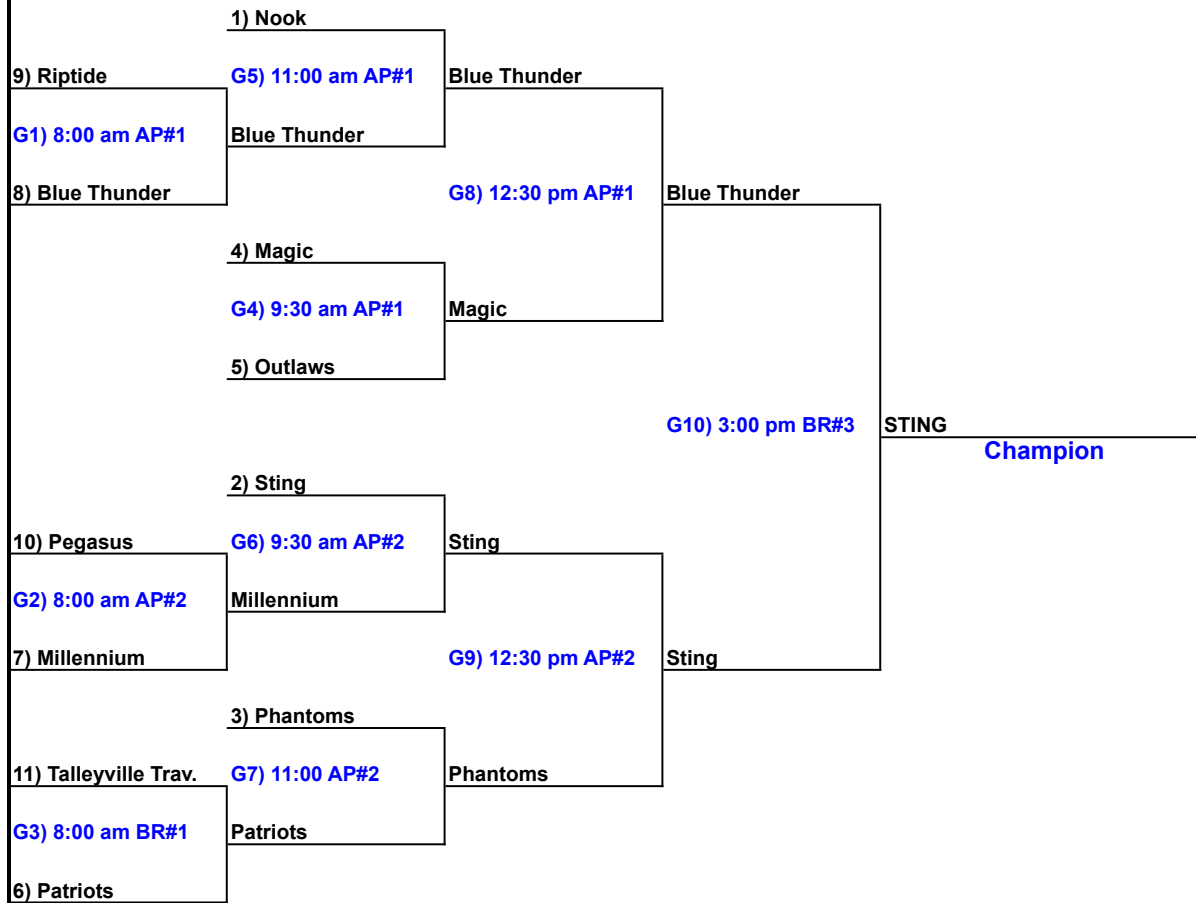 1) Nook
9) Riptide
G5) 11:00 am AP#1
Blue Thunder
G1) 8:00 am AP#1
Blue Thunder
8) Blue Thunder
G8) 12:30 pm AP#1
Blue Thunder
4) Magic
G4) 9:30 am AP#1
Magic
5) Outlaws
G10) 3:00 pm BR#3
STING
Champion
2) Sting
10) Pegasus
G6) 9:30 am AP#2
Sting
G2) 8:00 am AP#2
Millennium
7) Millennium
G9) 12:30 pm AP#2
Sting
3) Phantoms
11) Talleyville Trav.
G7) 11:00 AP#2
Phantoms
G3) 8:00 am BR#1
Patriots
6) Patriots